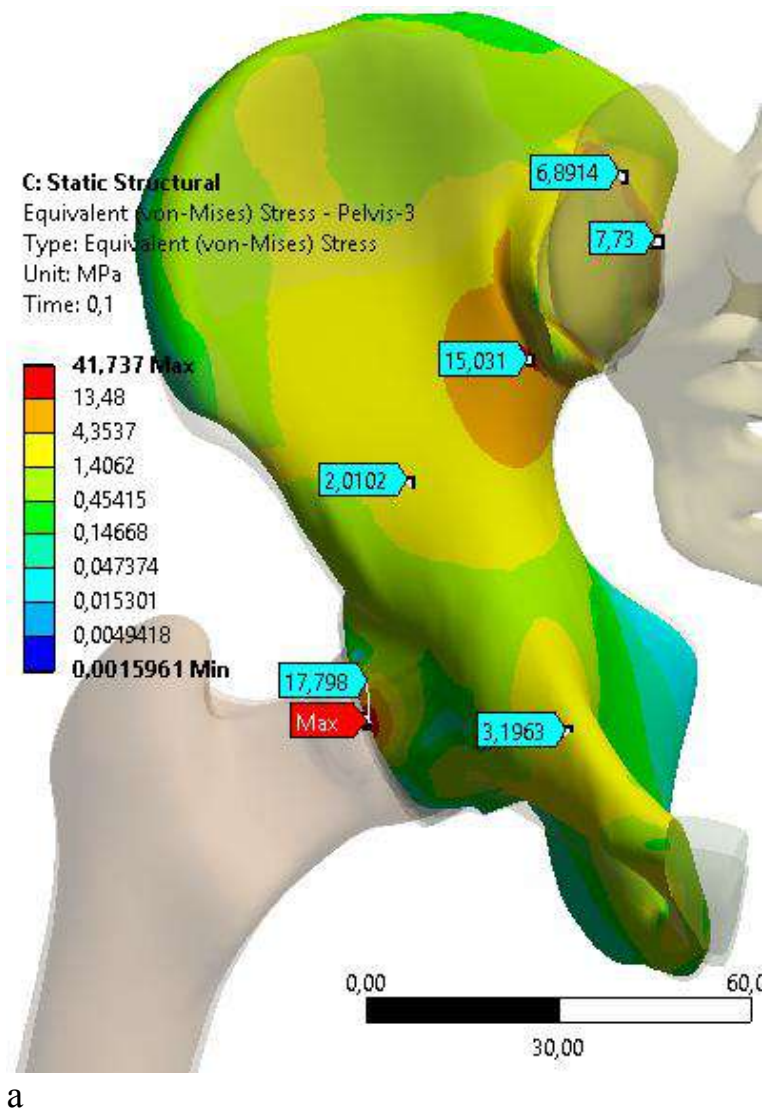 C: Static Structural
Equivalent (von-Mises) Stress - Pelvis-3
Type: Equivalent (von-Mises) Stress
Unit: MPa
Time: 0,1
41,737 Max
13,48
4,3537
1,4062
0,45415
0,14668
0,047374
0,015301
0,0049418
0,0015961 Min
6,8914
7,73
15,031
2,0102
17,798
Max
3,1963
0,00
60,0
30,00
a